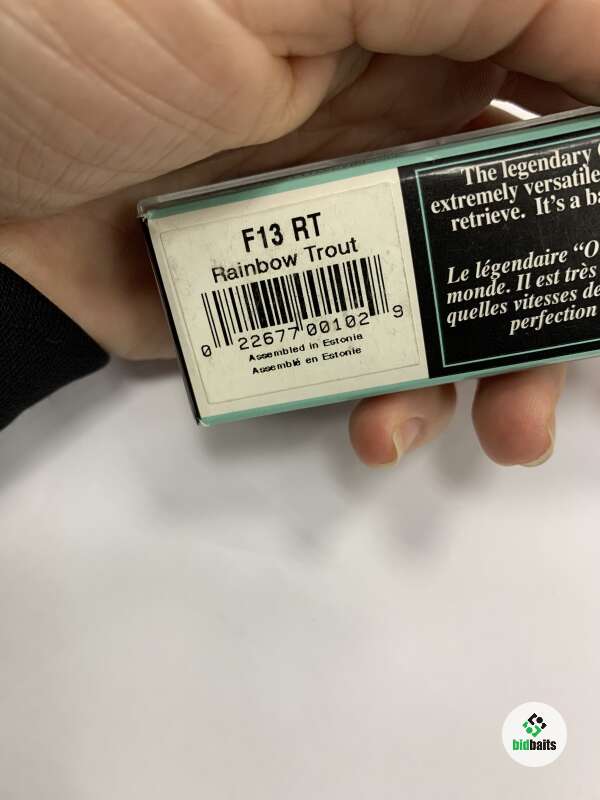 F13 RT
Rainbow Trout
0 22677 00102 9
Assembled in Estonia
Assemblé en Estonie
The legendary
extremely versatile
retrieve. It's a
Le légendaire "O
monde. Il est très
quelles vitesses de
perfection
bidbaits